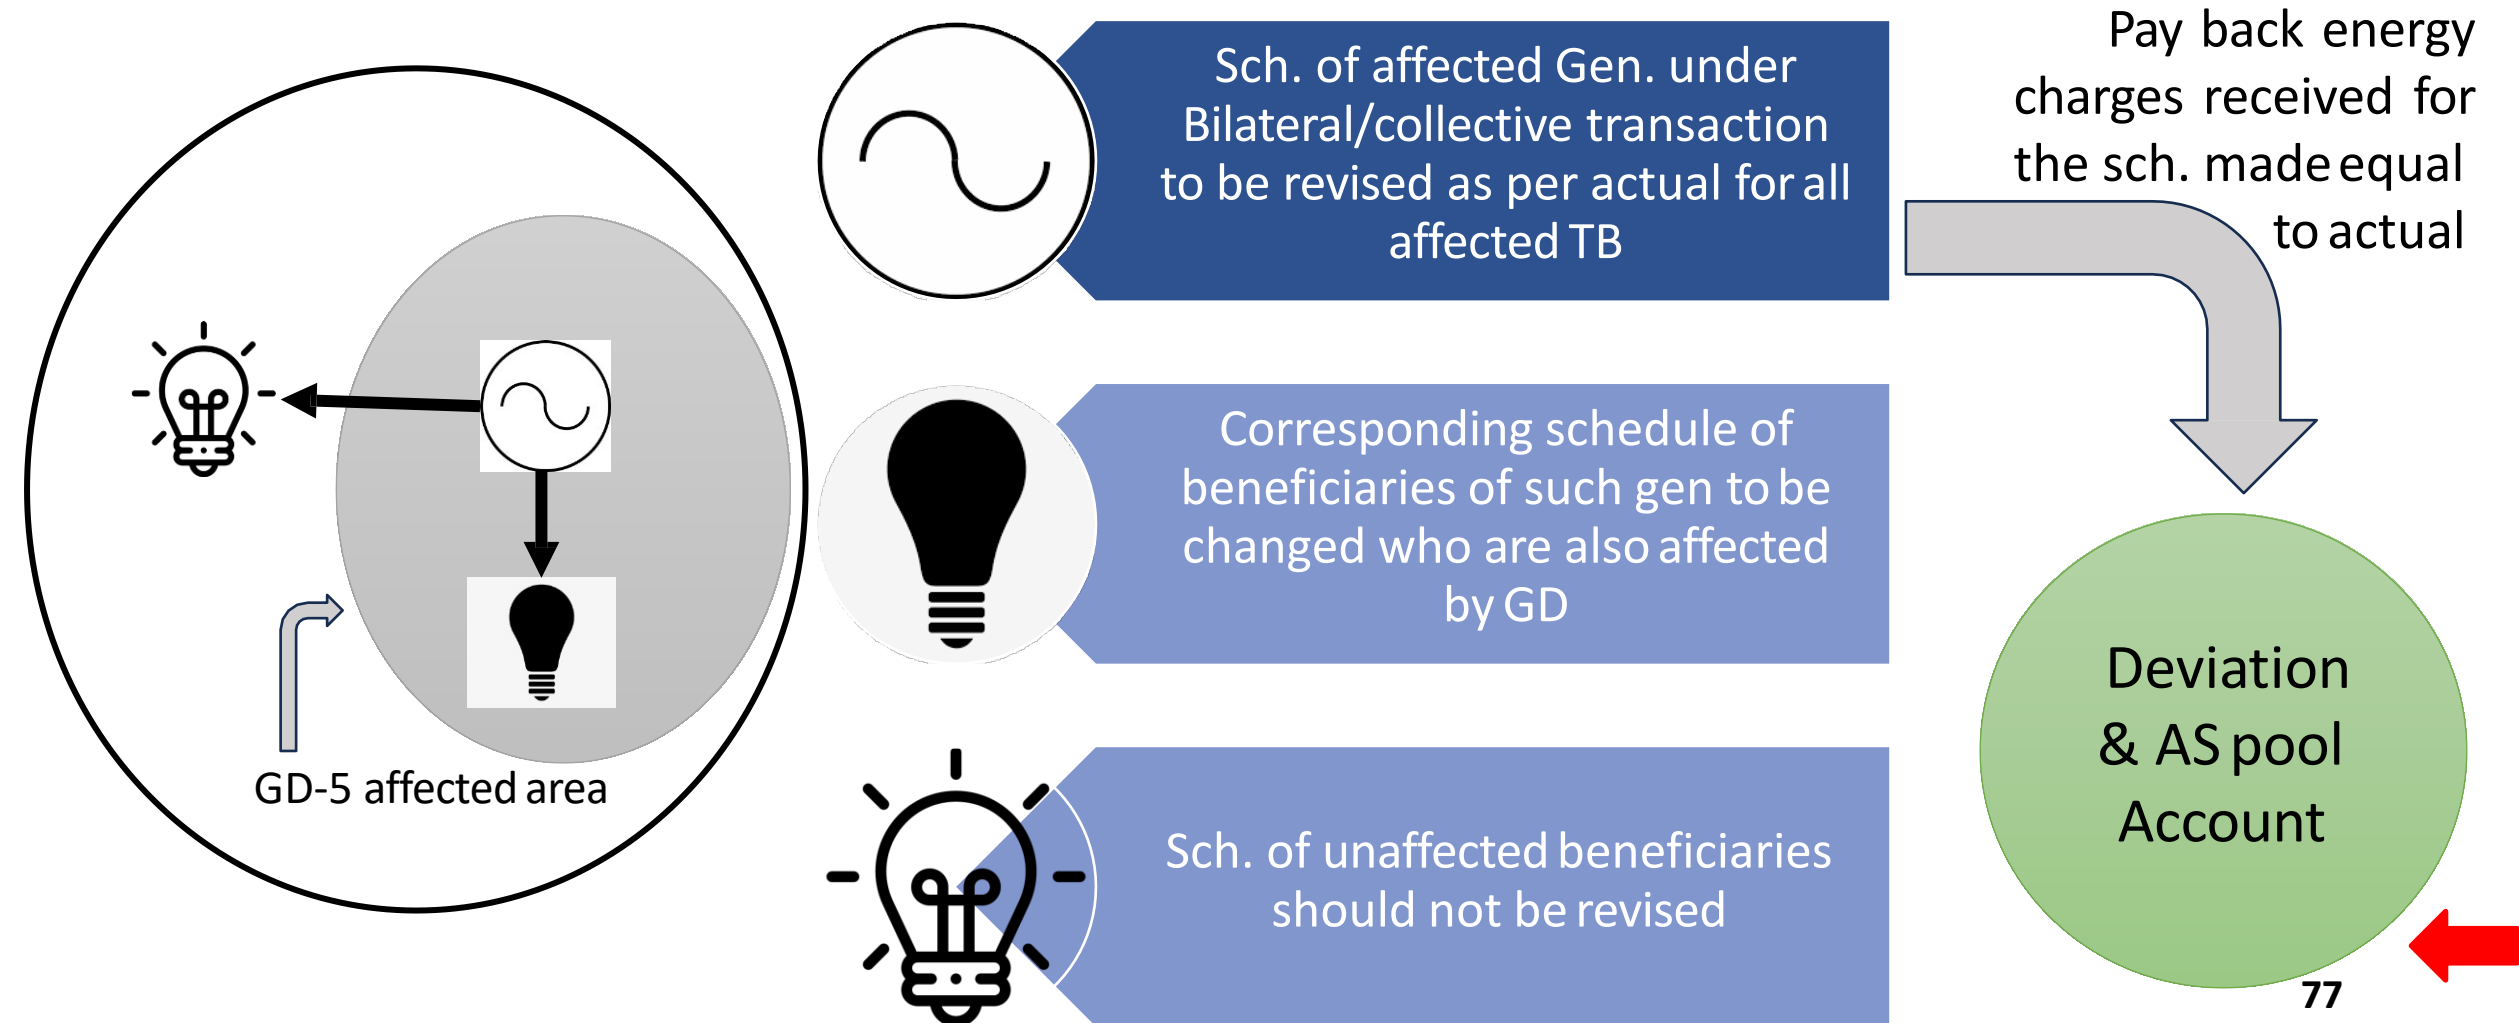 Sch. of affected Gen. under
Bilateral/collective transaction
to be revised as per actual for all
affected TB
Pay back energy
charges received for
the sch. made equal
to actual
Corresponding schedule of
beneficiaries of such gen to be
changed who are also affected
by GD
GD-5 affected area
Sch. of unaffected beneficiaries
should not be revised
Deviation
& AS pool
Account
77